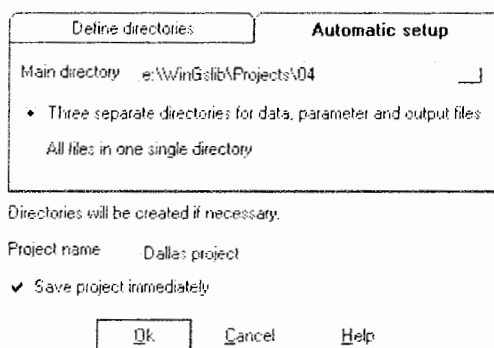 Define directories
Automatic setup
Main directory e:\WinGslib\Projects\04
Three separate directories for data, parameter and output files
All files in one single directory
Directories will be created if necessary.
Project name Dallas project
Save project immediately
Ok Cancel Help